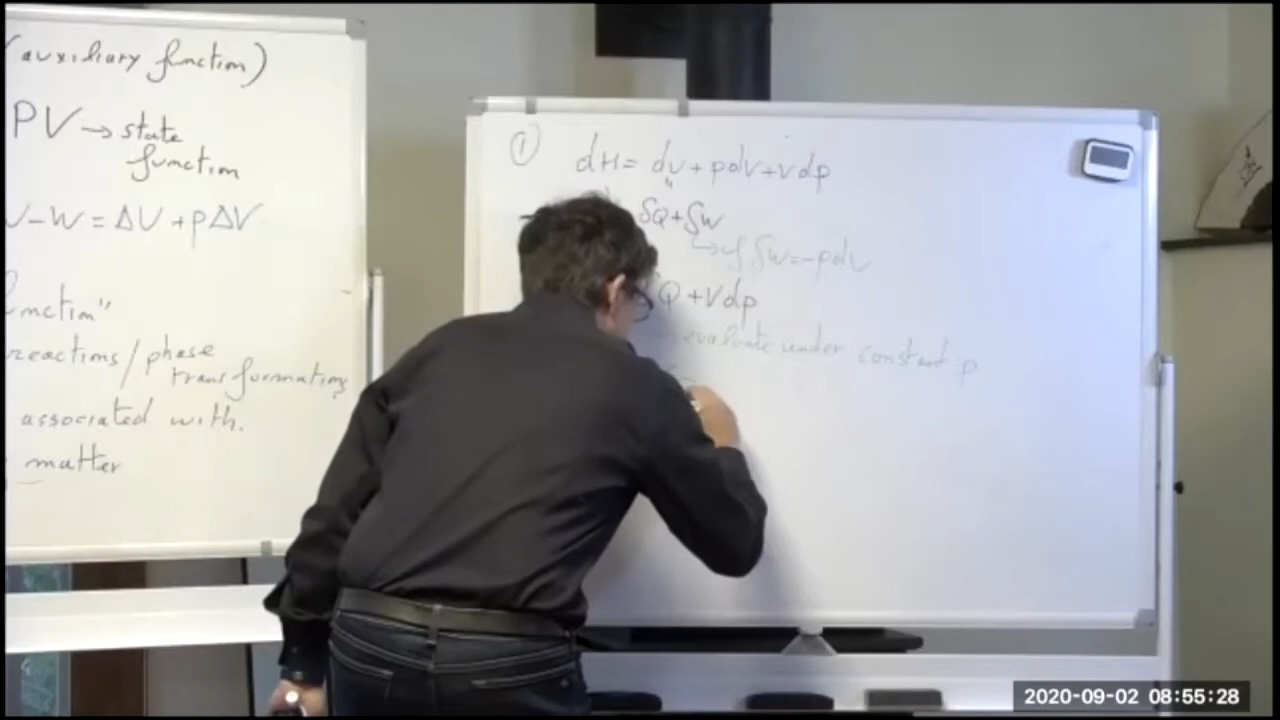 (auxiliary function)
PV → state
function
U-W = ΔU + pΔV
unction"
reactions / phase
transformations
associated with.
matter
① dH = dU + pdV + Vdp
"
δQ + δW
↳ if δW = -pdV
Q + Vdp
evaluate under constant p
2020-09-02 08:55:28